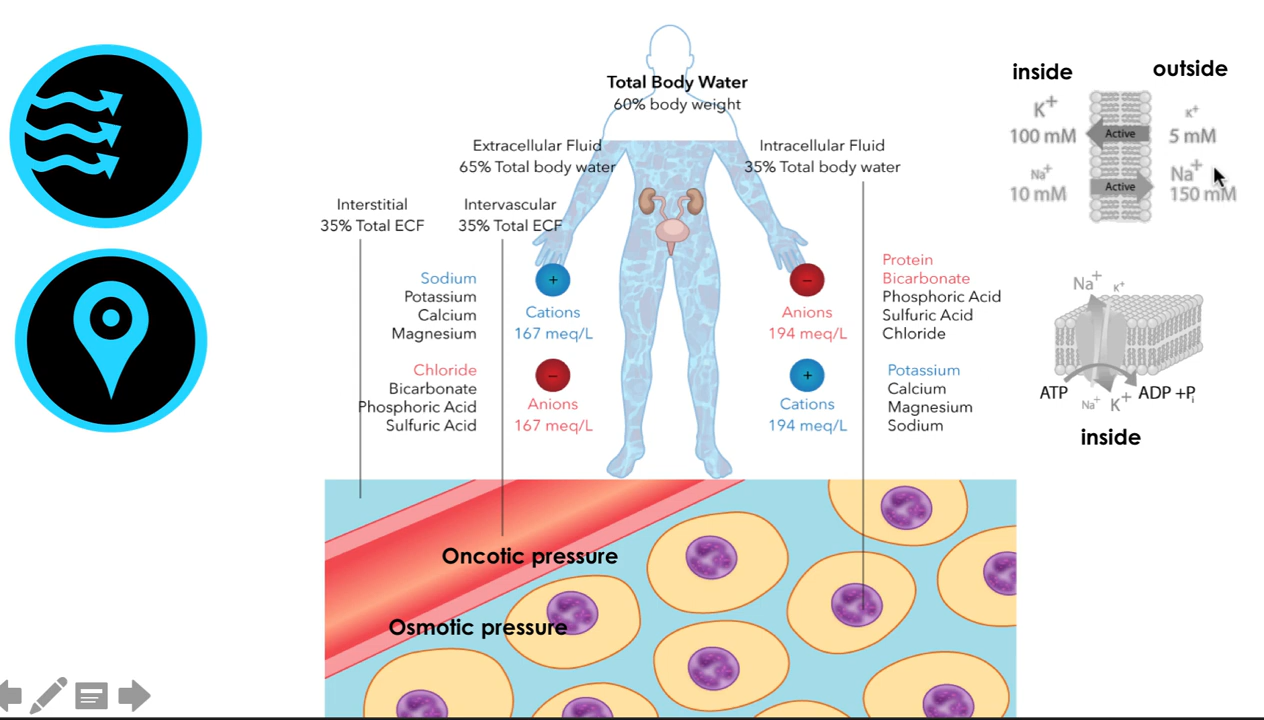 Total Body Water
60% body weight
Extracellular Fluid
65% Total body water
Intracellular Fluid
35% Total body water
Interstitial
35% Total ECF
Intervascular
35% Total ECF
Sodium
Potassium
Calcium
Magnesium
+
Cations
167 meq/L
Chloride
Bicarbonate
Phosphoric Acid
Sulfuric Acid
−
Anions
167 meq/L
−
Anions
194 meq/L
Protein
Bicarbonate
Phosphoric Acid
Sulfuric Acid
Chloride
+
Cations
194 meq/L
Potassium
Calcium
Magnesium
Sodium
Oncotic pressure
Osmotic pressure
inside
outside
K+
100 mM
Active
K+
5 mM
Na+
10 mM
Active
Na+
150 mM
Na+ K+
ATP
ADP +Pi
Na+ K+
inside